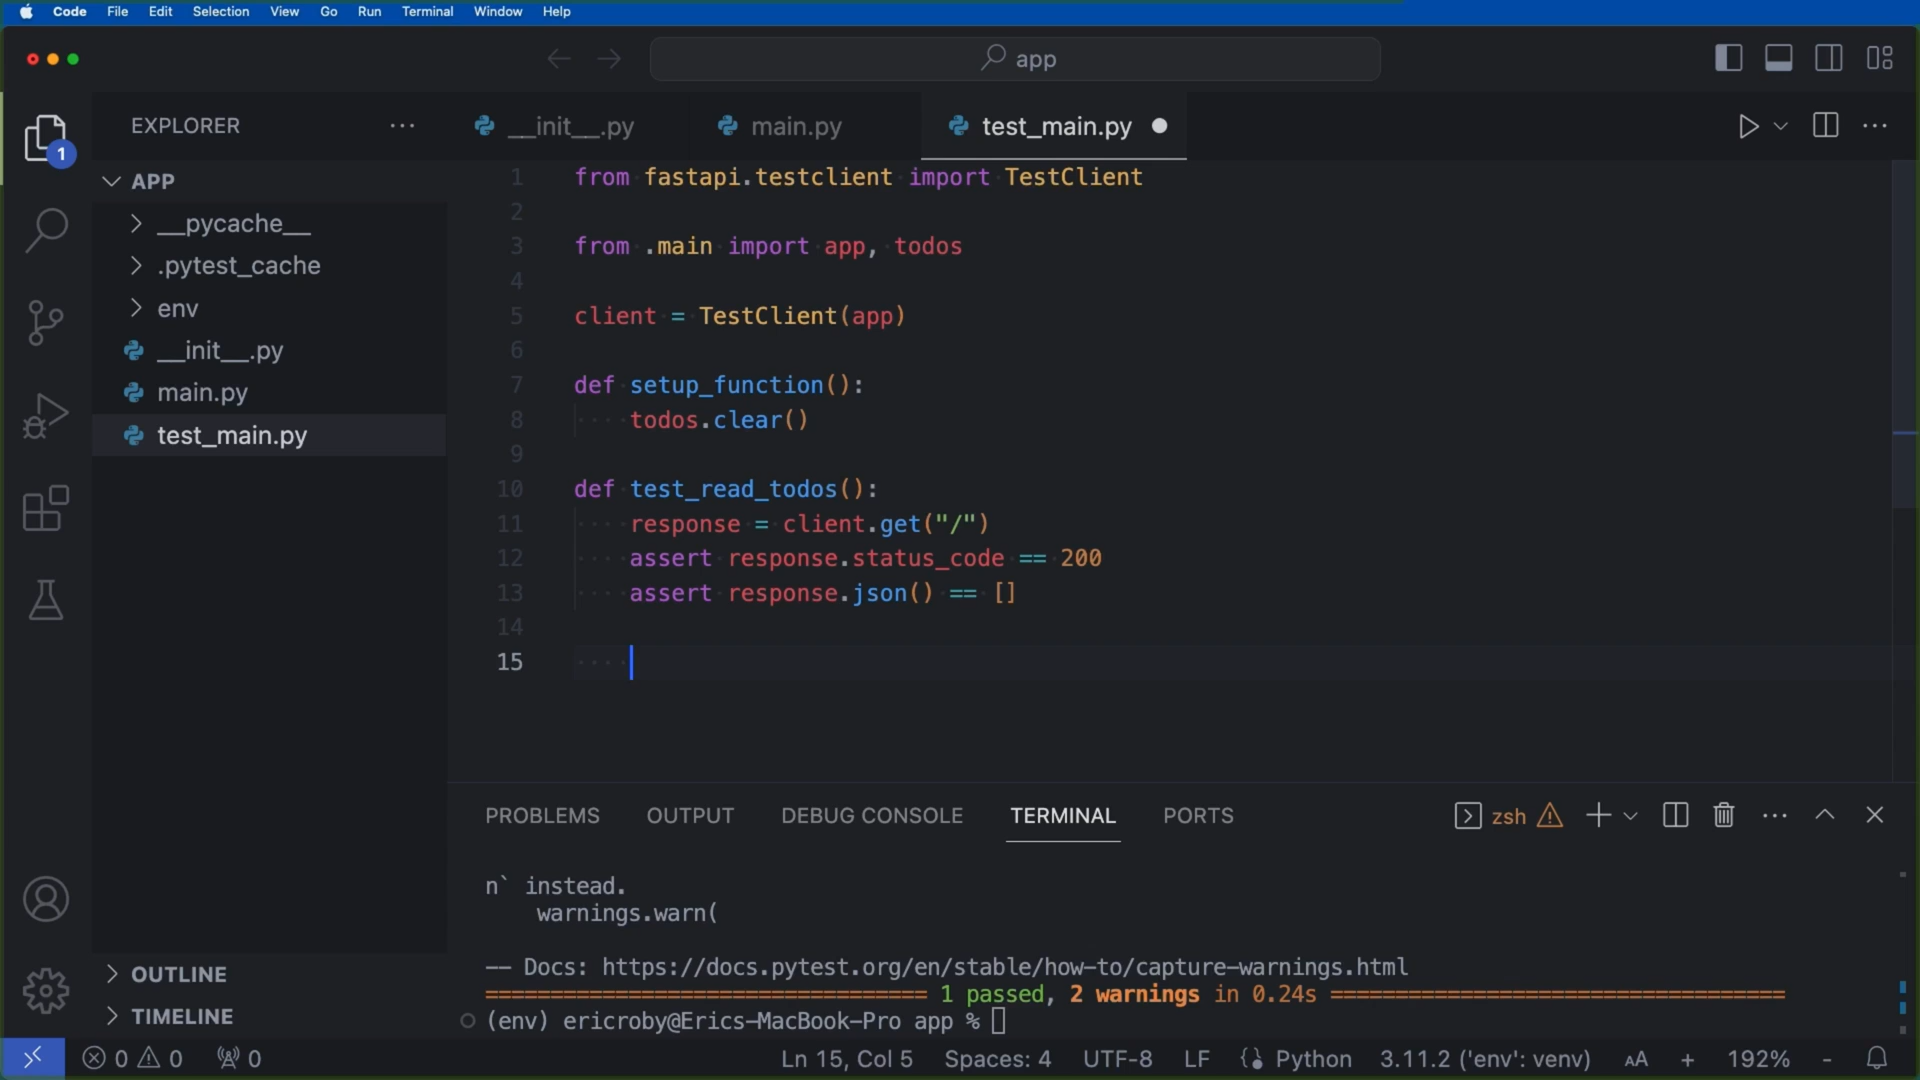 Code File Edit Selection View Go Run Terminal Window Help
app
EXPLORER
__init__.py
main.py
test_main.py
1
APP
__pycache__
.pytest_cache
env
__init__.py
main.py
test_main.py
OUTLINE
TIMELINE
1 from fastapi.testclient import TestClient
2
3 from .main import app, todos
4
5 client = TestClient(app)
6
7 def setup_function():
8 todos.clear()
9
10 def test_read_todos():
11 response = client.get("/")
12 assert response.status_code == 200
13 assert response.json() == []
14
15
PROBLEMS OUTPUT DEBUG CONSOLE TERMINAL PORTS
zsh
n` instead.
warnings.warn(
-- Docs: https://docs.pytest.org/en/stable/how-to/capture-warnings.html
================================== 1 passed, 2 warnings in 0.24s ===================================
(env) ericroby@Erics-MacBook-Pro app %
0 0 0 Ln 15, Col 5 Spaces: 4 UTF-8 LF Python 3.11.2 ('env': venv) AA + 192% -